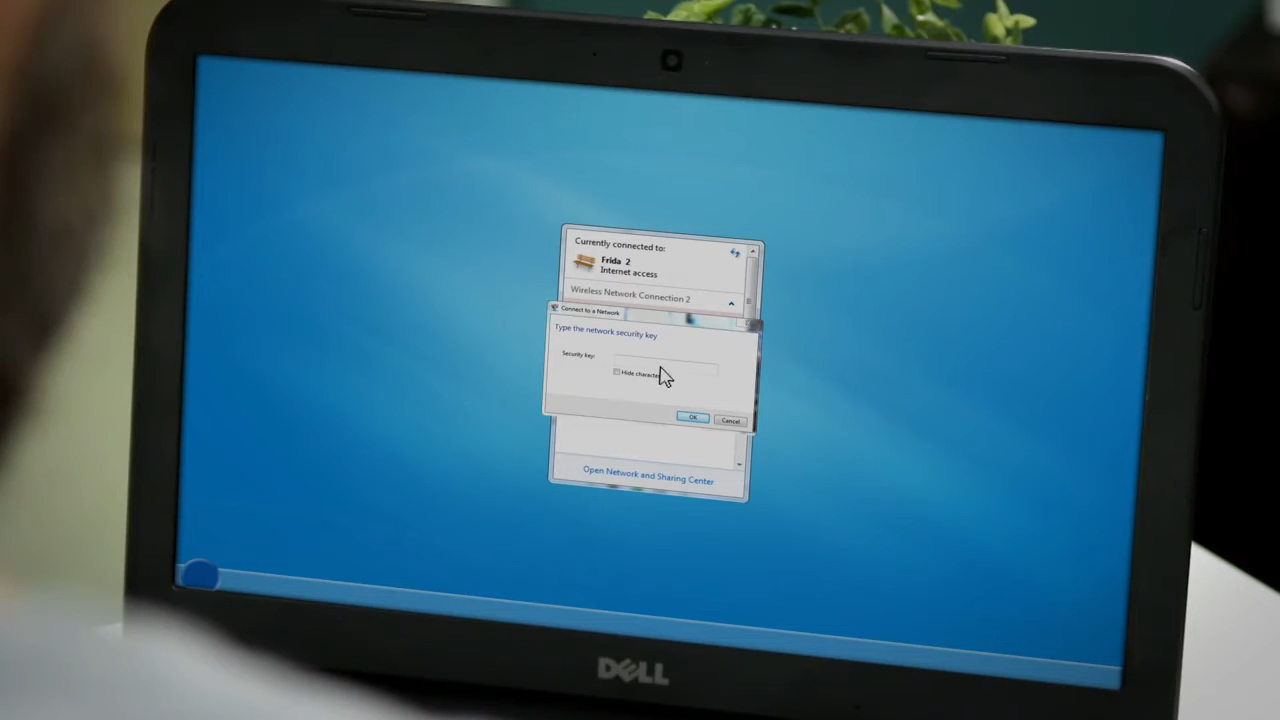 Currently connected to:
Frida 2
Internet access
Wireless Network Connection 2
Connect to a Network
Type the network security key
Security key:
Hide characte
OK
Cancel
Open Network and Sharing Center
DELL